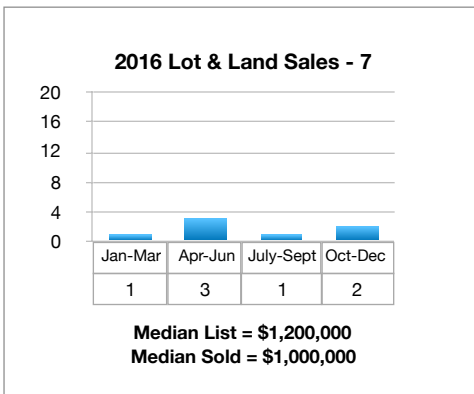 2016 Lot & Land Sales - 7
20
16
12
8
4
0
Jan-Mar Apr-Jun July-Sept Oct-Dec
1 3 1 2
Median List = $1,200,000
Median Sold = $1,000,000